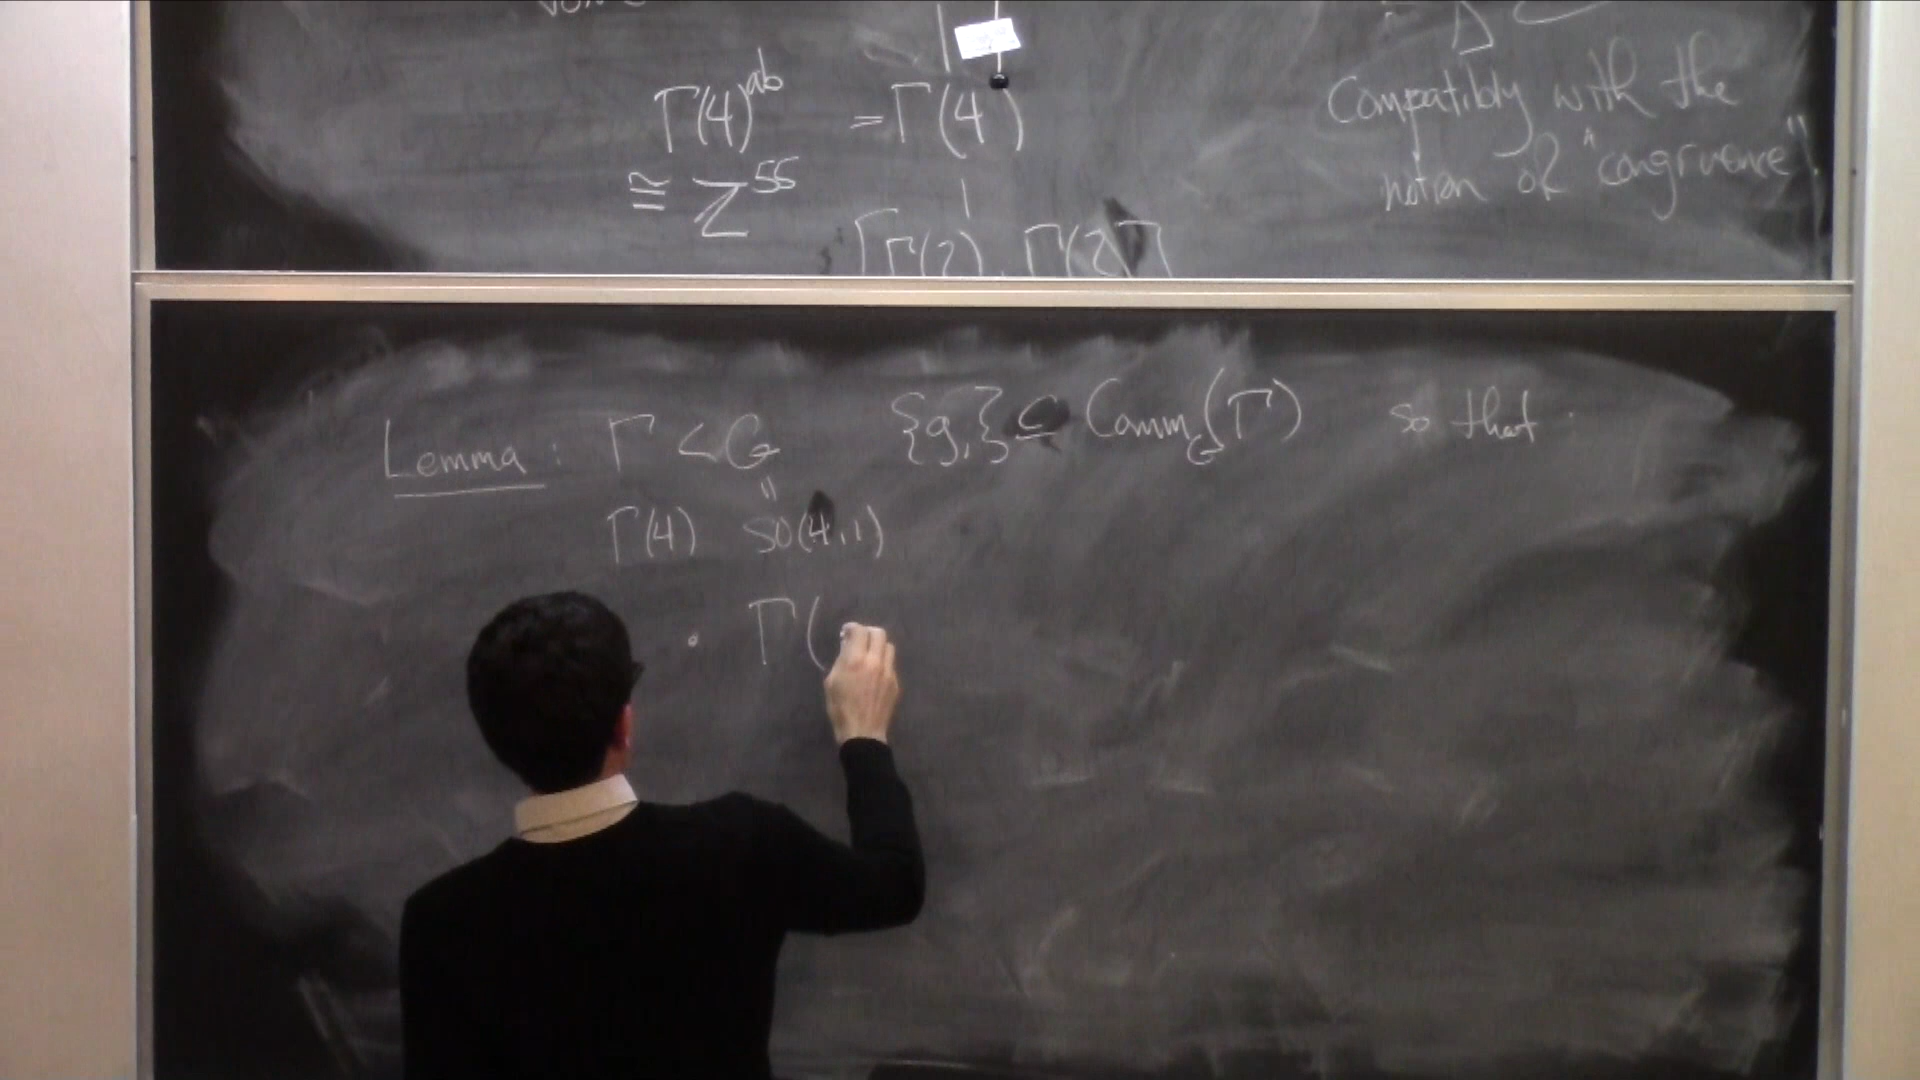 Γ(4)^ab = Γ(4)
≅ Z^55
[Γ(2), Γ(2)]
Δ
Compatibly with the
notion of "congruence"
Lemma: Γ < G {g,} ⊆ Comm_G(Γ) so that:
Γ(4) SO(4,1)
• Γ(